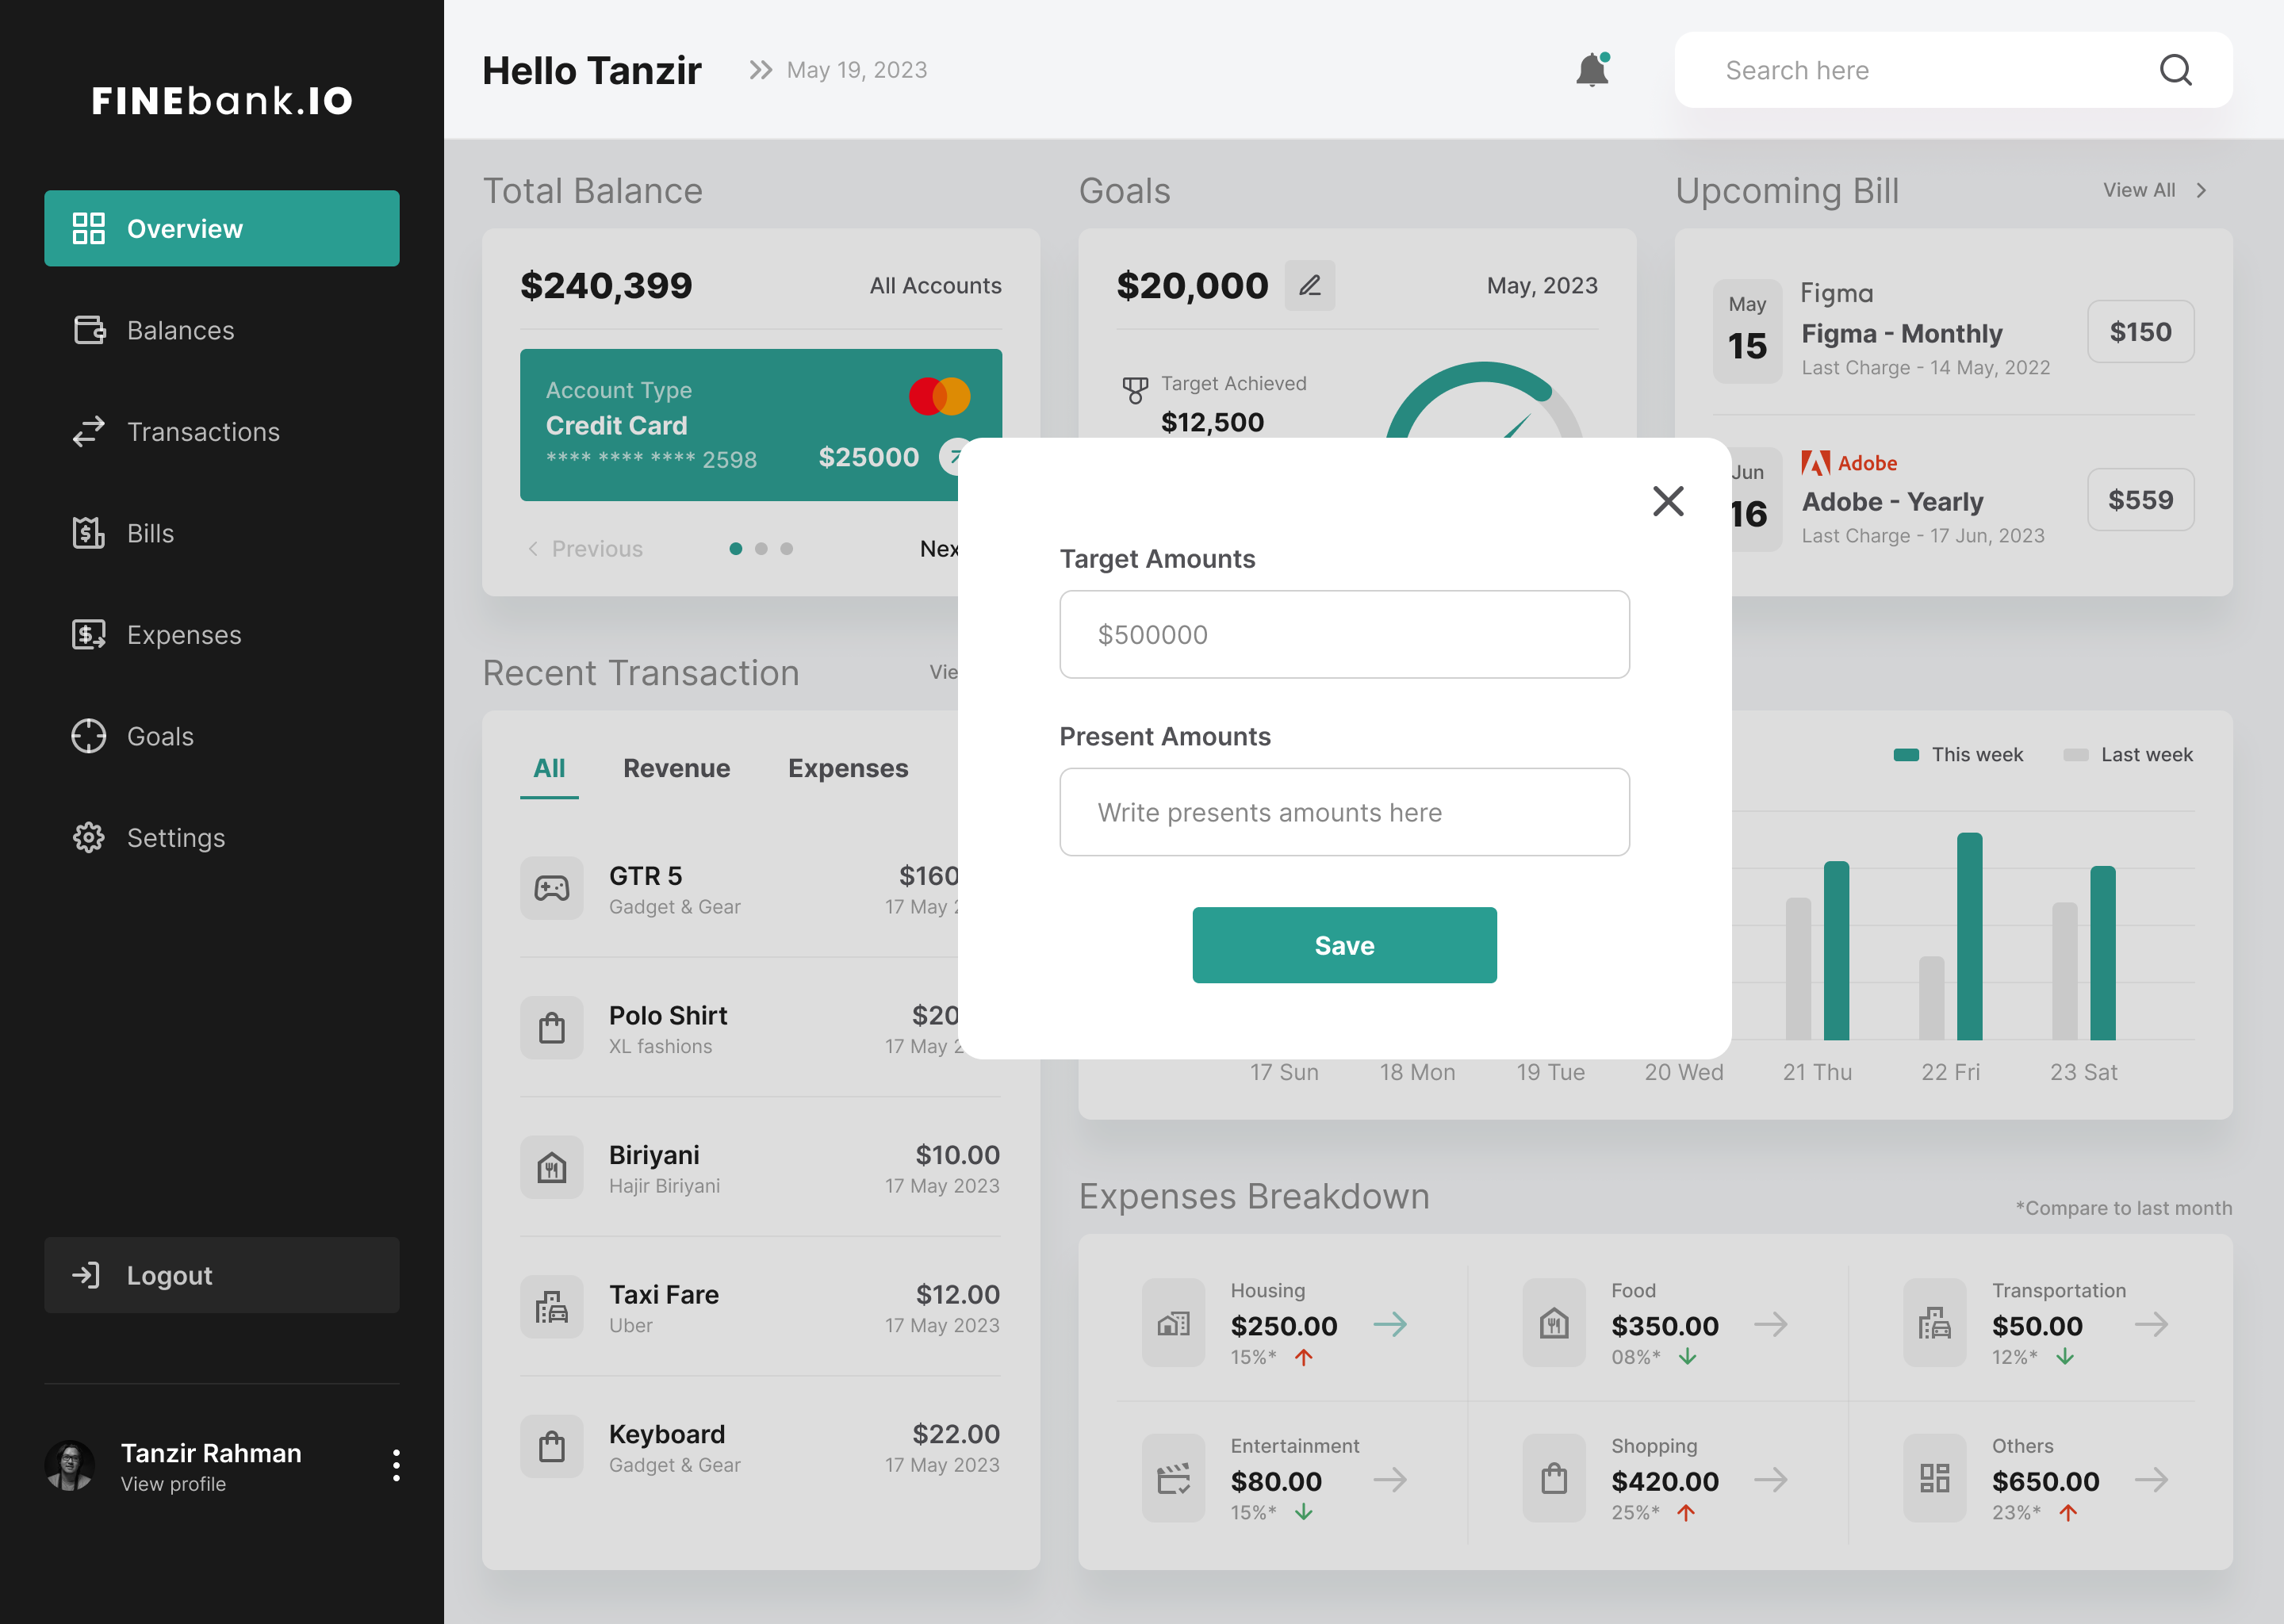 FINEbank.IO
Overview
Balances
Transactions
Bills
Expenses
Goals
Settings
Logout
Tanzir Rahman
View profile
Hello Tanzir
May 19, 2023
Search here
Total Balance
$240,399
All Accounts
Account Type
Credit Card
**** **** **** 2598
$25000
Previous
Goals
$20,000
May, 2023
Target Achieved
$12,500
Upcoming Bill
View All
May
15
Figma
Figma - Monthly
Last Charge - 14 May, 2022
$150
Jun
16
Adobe
Adobe - Yearly
Last Charge - 17 Jun, 2023
$559
Target Amounts
$500000
Present Amounts
Write presents amounts here
Save
Recent Transaction
All
Revenue
Expenses
GTR 5
Gadget & Gear
$160
17 May
Polo Shirt
XL fashions
$20
17 May
Biriyani
Hajir Biriyani
$10.00
17 May 2023
Taxi Fare
Uber
$12.00
17 May 2023
Keyboard
Gadget & Gear
$22.00
17 May 2023
This week
Last week
17 Sun
18 Mon
19 Tue
20 Wed
21 Thu
22 Fri
23 Sat
Expenses Breakdown
*Compare to last month
Housing
$250.00
15%*
Food
$350.00
08%*
Transportation
$50.00
12%*
Entertainment
$80.00
15%*
Shopping
$420.00
25%*
Others
$650.00
23%*